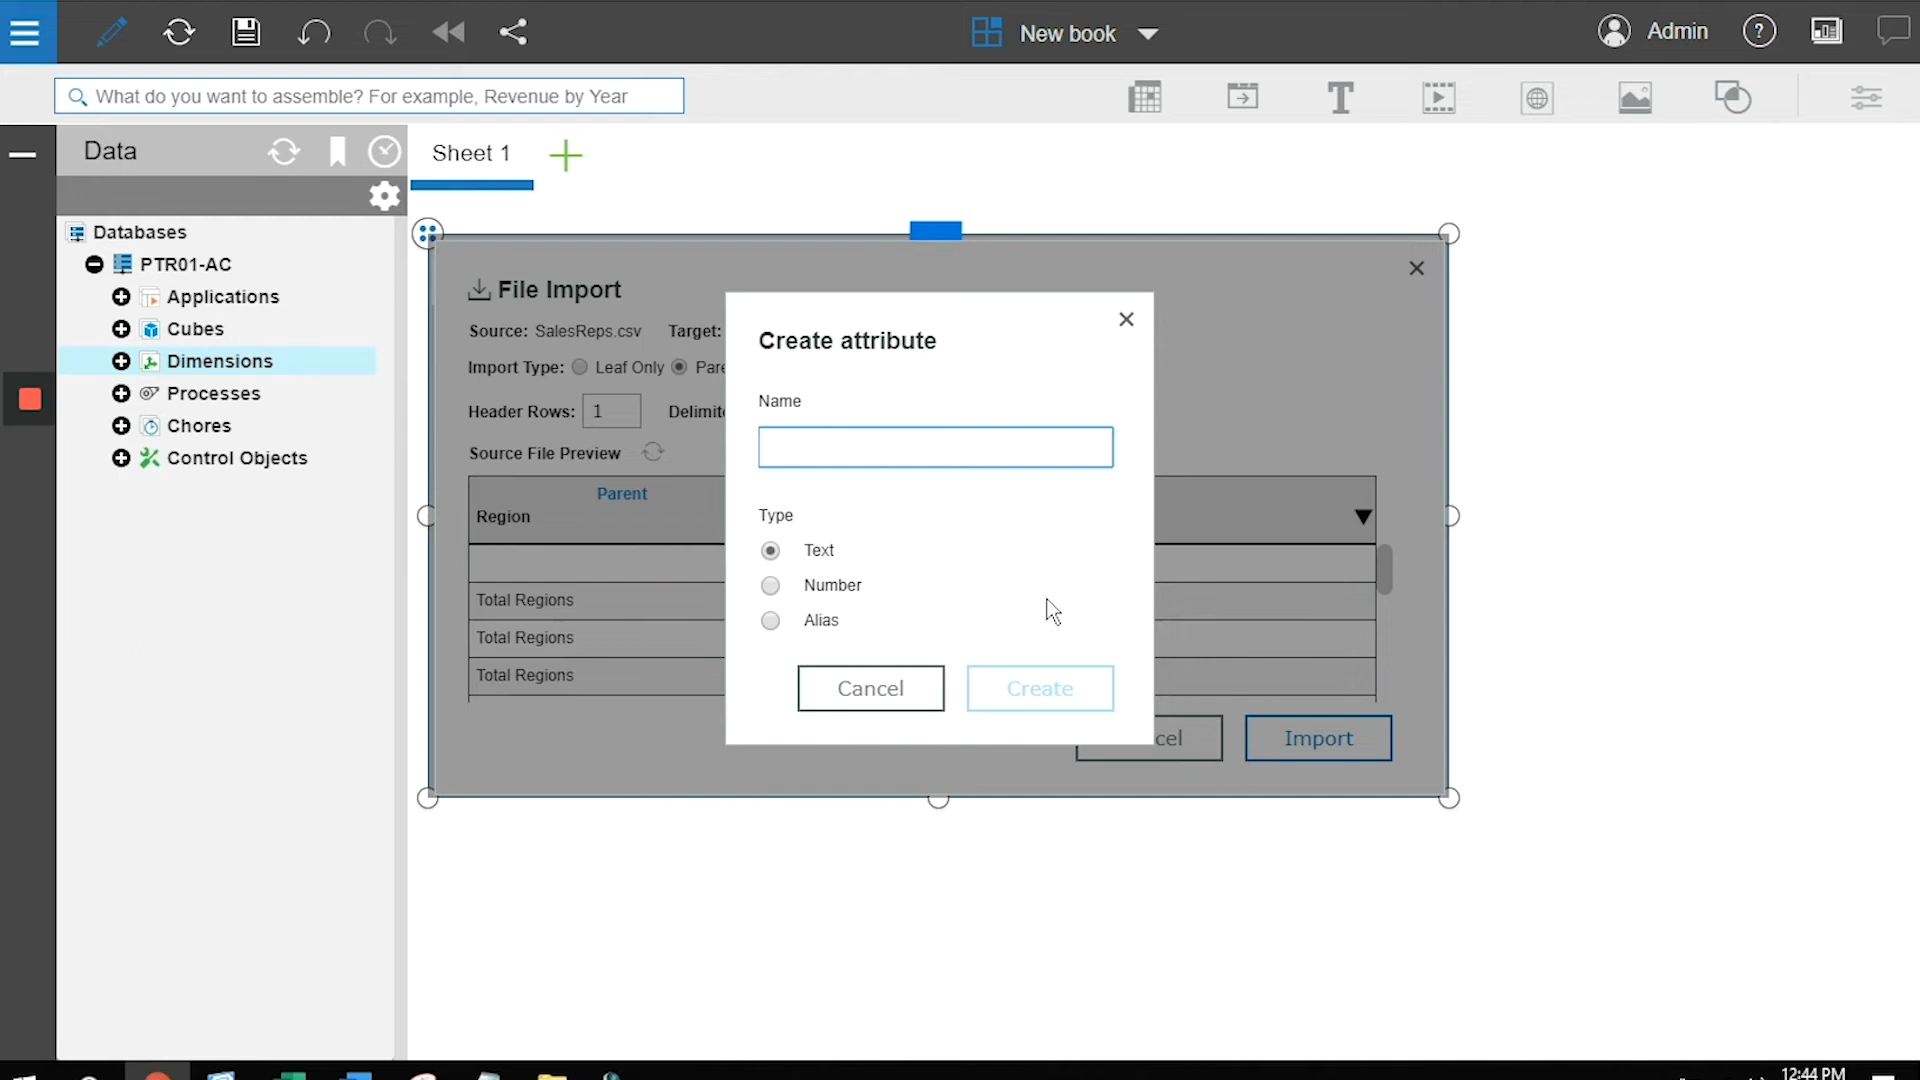 New book
Admin
What do you want to assemble? For example, Revenue by Year
Data
Sheet 1
Databases
PTR01-AC
Applications
Cubes
Dimensions
Processes
Chores
Control Objects
File Import
Source: SalesReps.csv Target:
Import Type: Leaf Only
Header Rows: 1
Source File Preview
Parent
Region
Total Regions
Total Regions
Total Regions
Create attribute
Name
Type
Text
Number
Alias
Cancel
Create
Import
12:44 PM